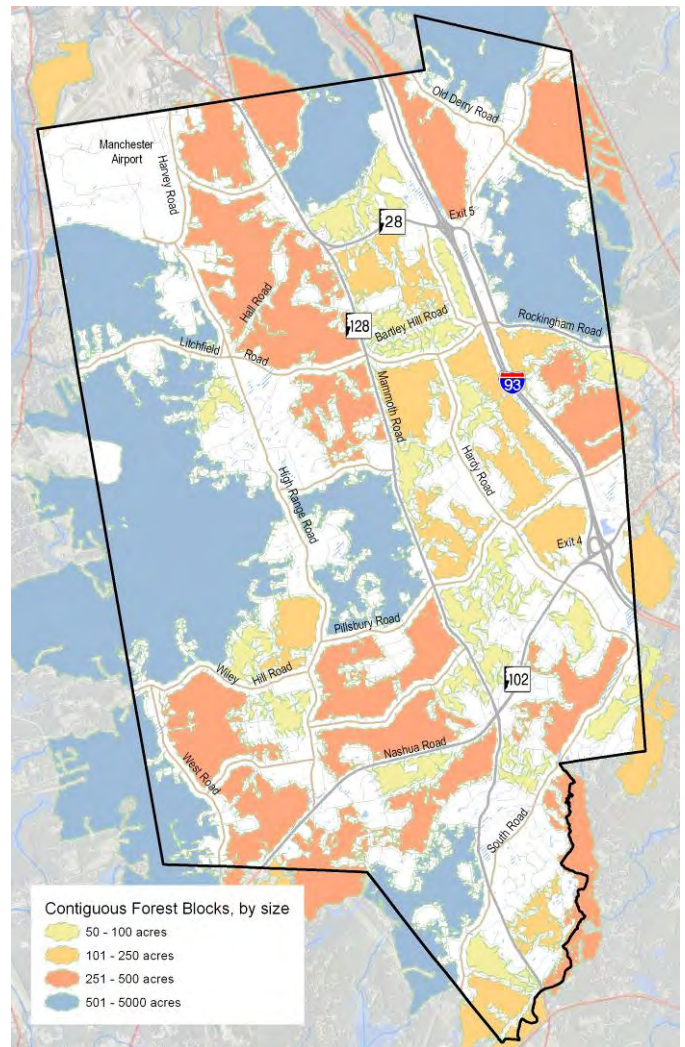 Old Derry Road
Manchester
Airport
Harvey Road
Exit 5
28
Hall Road
128
Bartley Hill Road
Rockingham Road
Litchfield
Road
93
Mammoth Road
Hardy Road
High Range Road
Exit 4
Pillsbury Road
Wiley
Hill Road
102
Nashua Road
West Road
South Road
Contiguous Forest Blocks, by size
50 - 100 acres
101 - 250 acres
251 - 500 acres
501 - 5000 acres